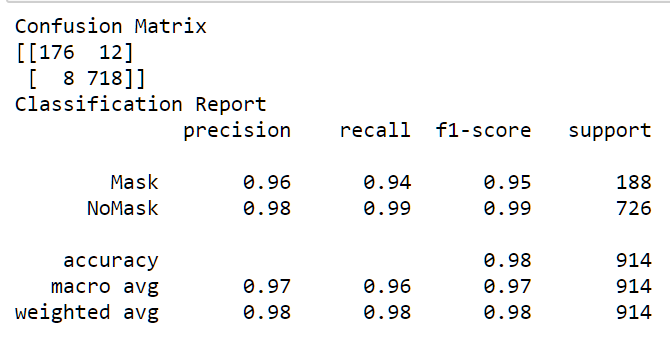 Confusion Matrix
[[176  12]
 [  8 718]]
Classification Report
              precision    recall  f1-score   support

        Mask       0.96      0.94      0.95       188
      NoMask       0.98      0.99      0.99       726

    accuracy                           0.98       914
   macro avg       0.97      0.96      0.97       914
weighted avg       0.98      0.98      0.98       914